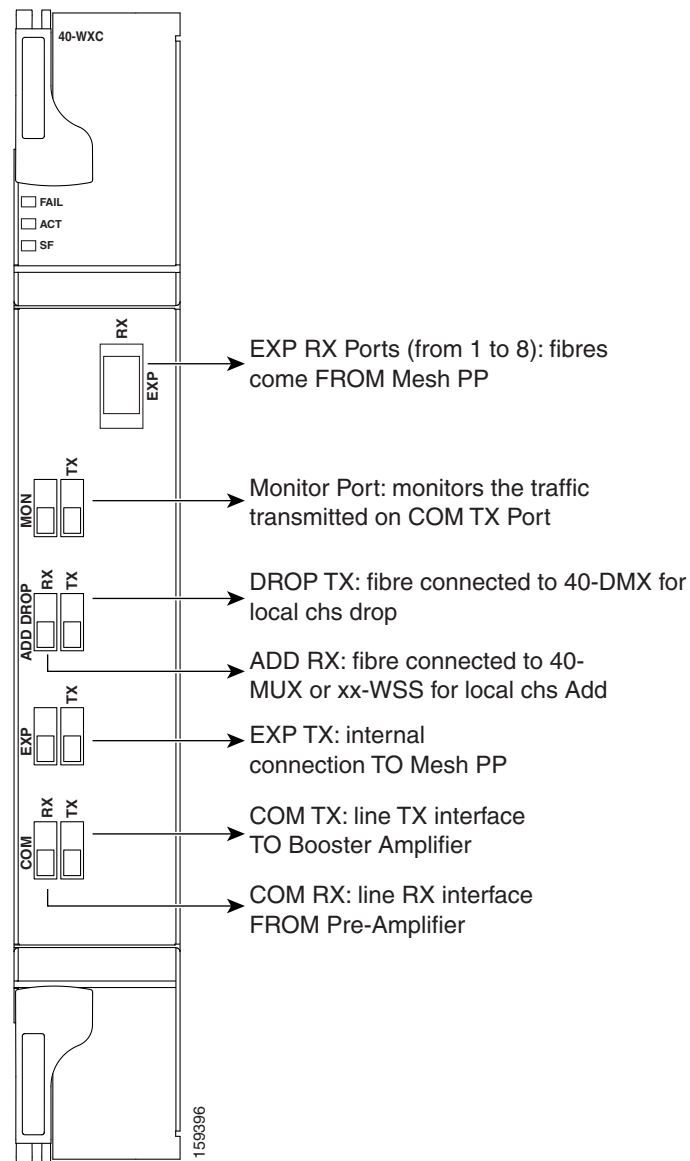 40-WXC
FAIL
ACT
SF
RX
EXP
EXP RX Ports (from 1 to 8): fibres
come FROM Mesh PP
MON
TX
Monitor Port: monitors the traffic
transmitted on COM TX Port
ADD DROP
RX
TX
DROP TX: fibre connected to 40-DMX for
local chs drop
ADD RX: fibre connected to 40-
MUX or xx-WSS for local chs Add
EXP
TX
EXP TX: internal
connection TO Mesh PP
COM
RX
TX
COM TX: line TX interface
TO Booster Amplifier
COM RX: line RX interface
FROM Pre-Amplifier
159396